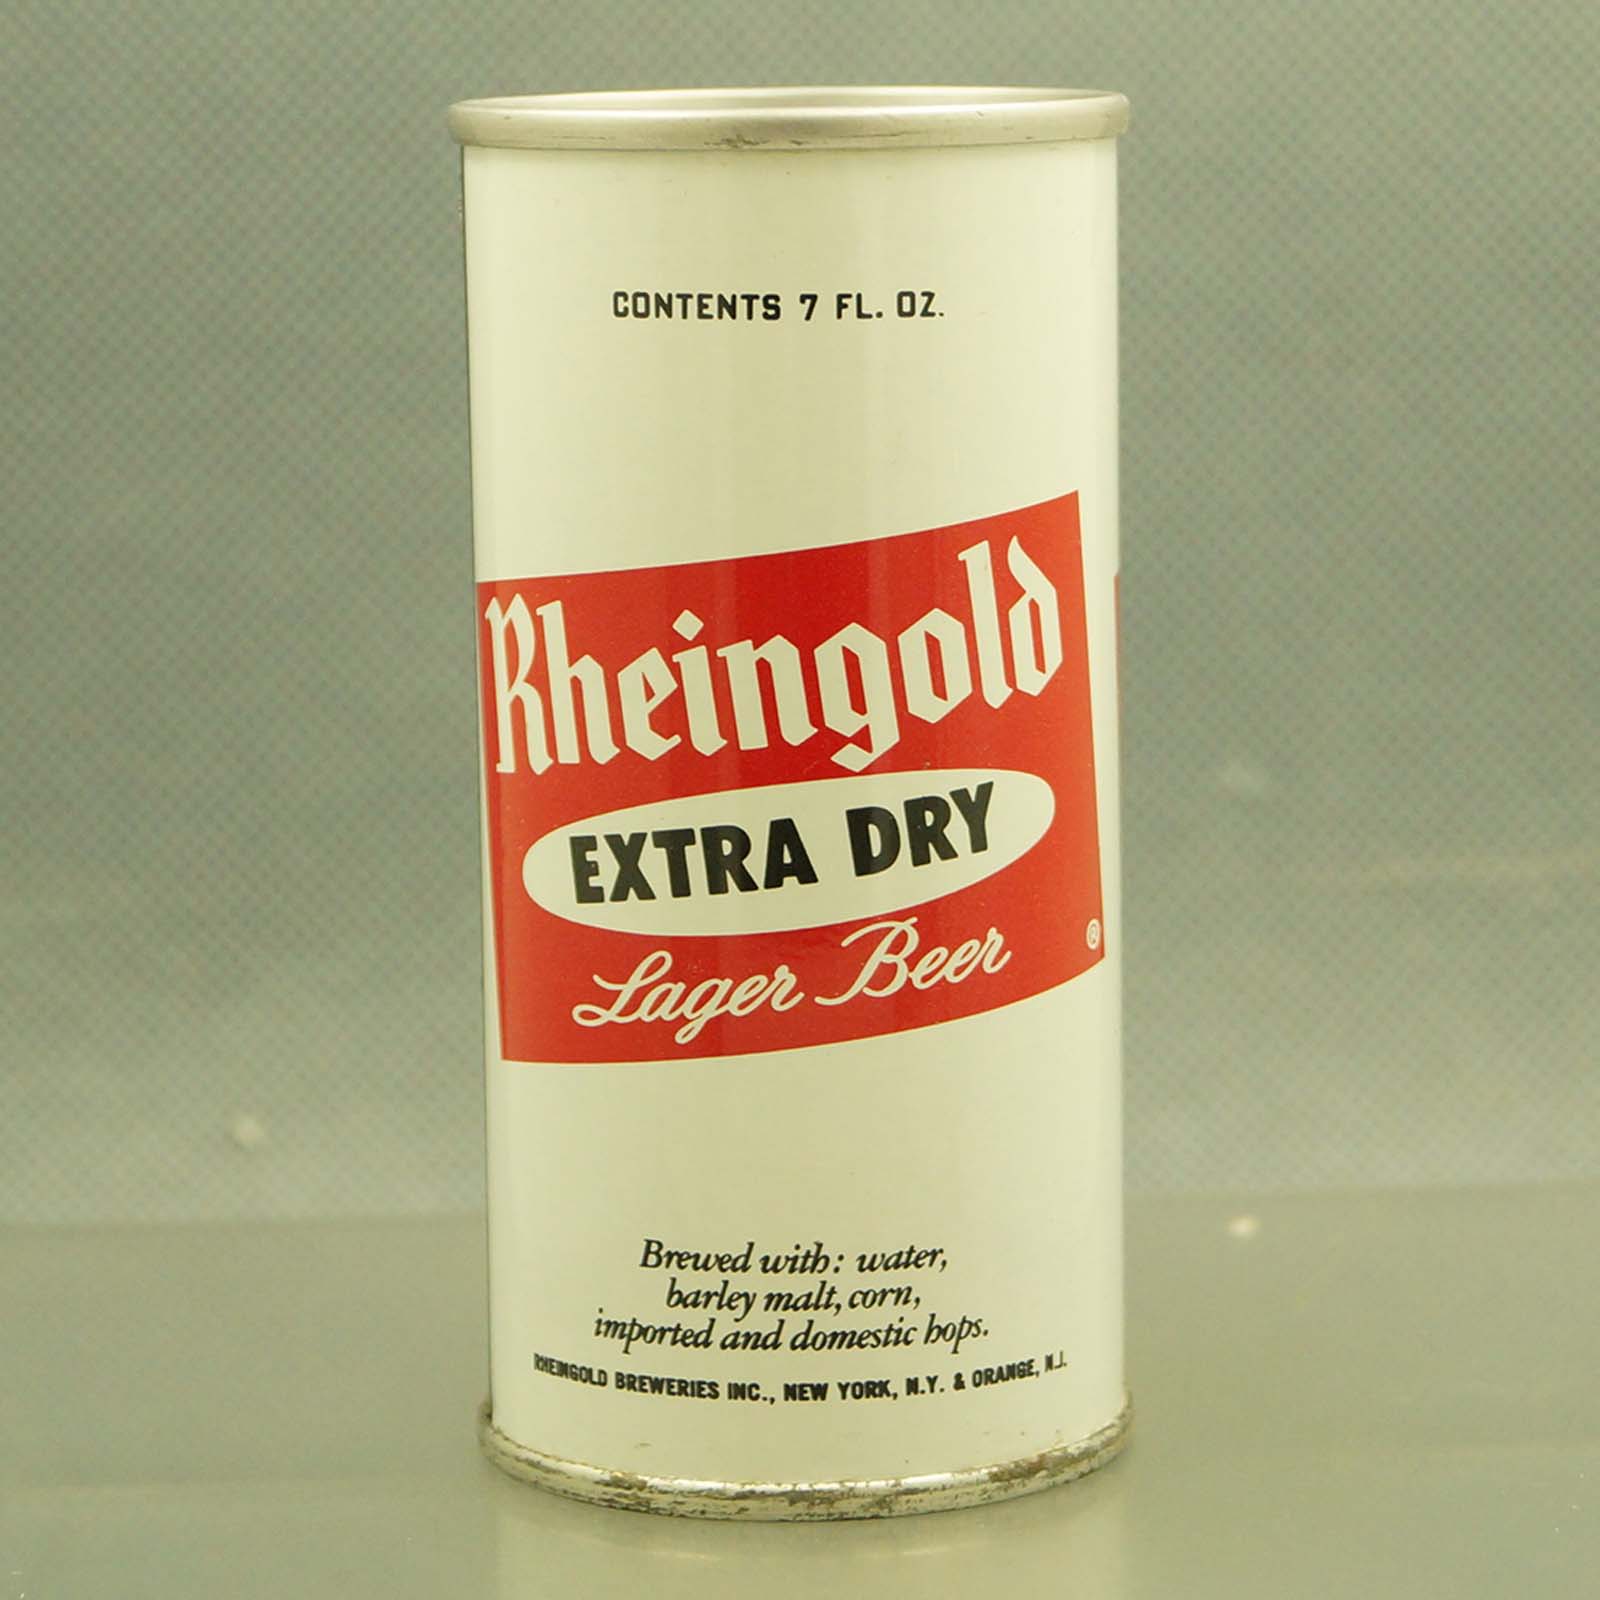 CONTENTS 7 FL. OZ.
Rheingold
EXTRA DRY
Lager Beer ®
Brewed with: water,
barley malt, corn,
imported and domestic hops.
RHEINGOLD BREWERIES INC., NEW YORK, N.Y. & ORANGE, N.J.